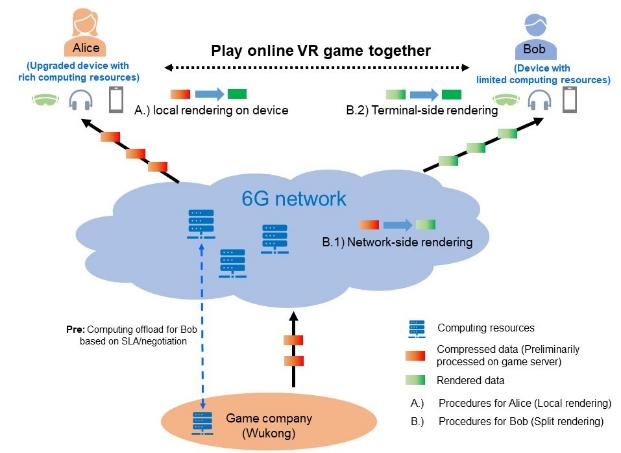 Alice
Bob
Play online VR game together
(Upgraded device with
rich computing resources)
(Device with
limited computing resources)
A.) local rendering on device
B.2) Terminal-side rendering
6G network
B.1) Network-side rendering
Pre: Computing offload for Bob
based on SLA/negotiation
Game company
(Wukong)
Computing resources
Compressed data (Preliminarily
processed on game server)
Rendered data
A.) Procedures for Alice (Local rendering)
B.) Procedures for Bob (Split rendering)